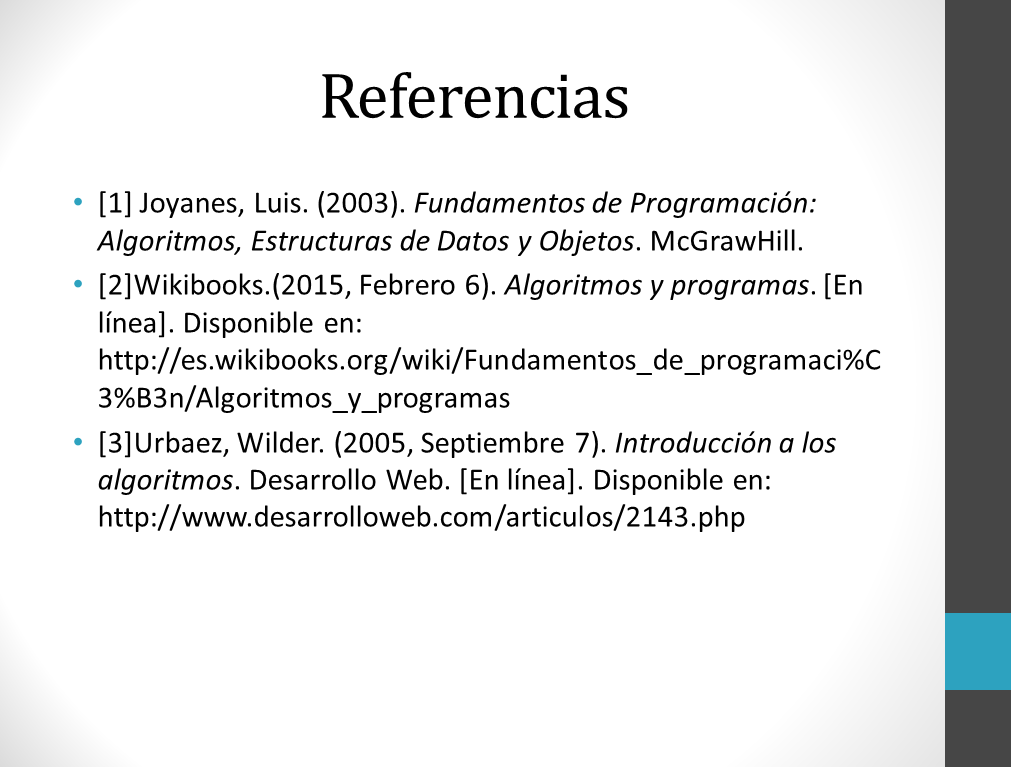 Referencias
• [1] Joyanes, Luis. (2003). Fundamentos de Programación:
Algoritmos, Estructuras de Datos y Objetos. McGrawHill.
• [2]Wikibooks.(2015, Febrero 6). Algoritmos y programas. [En
línea]. Disponible en:
http://es.wikibooks.org/wiki/Fundamentos_de_programaci%C
3%B3n/Algoritmos_y_programas
• [3]Urbaez, Wilder. (2005, Septiembre 7). Introducción a los
algoritmos. Desarrollo Web. [En línea]. Disponible en:
http://www.desarrolloweb.com/articulos/2143.php